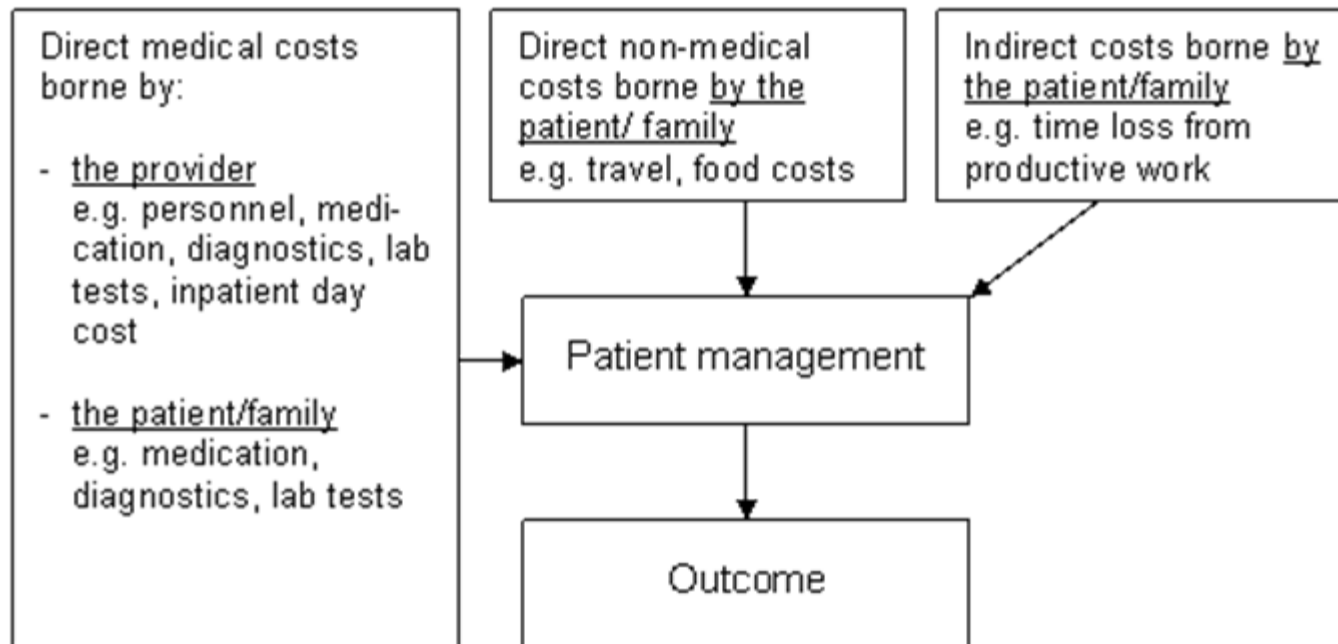 Direct medical costs
borne by:
- the provider
e.g. personnel, medi-
cation, diagnostics, lab
tests, inpatient day
cost
- the patient/family
e.g. medication,
diagnostics, lab tests
Direct non-medical
costs borne by the
patient/ family
e.g. travel, food costs
Indirect costs borne by
the patient/family
e.g. time loss from
productive work
Patient management
Outcome